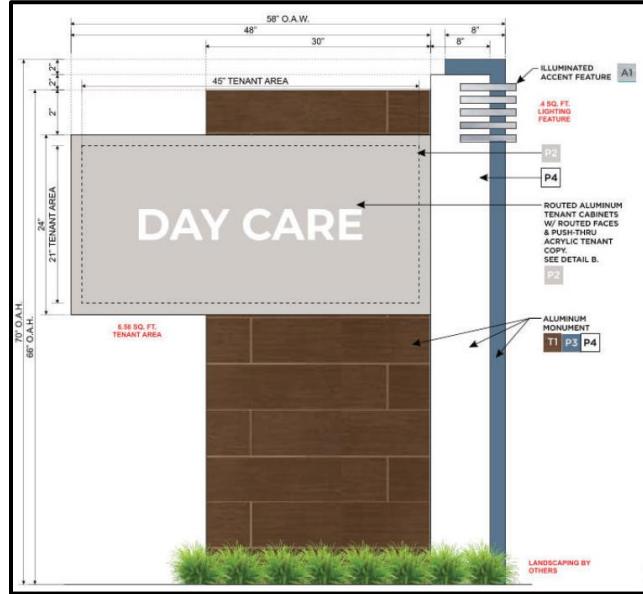 58" O.A.W.
48"
8"
30"
8"
2"
2"
2"
45" TENANT AREA
ILLUMINATED
ACCENT FEATURE
A1
.4 SQ. FT.
LIGHTING
FEATURE
P2
P4
DAY CARE
ROUTED ALUMINUM
TENANT CABINETS
W/ ROUTED FACES
& PUSH-THRU
ACRYLIC TENANT
COPY.
SEE DETAIL B.
P2
24"
21" TENANT AREA
70" O.A.H.
66" O.A.H.
6.56 SQ. FT.
TENANT AREA
ALUMINUM
MONUMENT
T1 P3 P4
LANDSCAPING BY
OTHERS